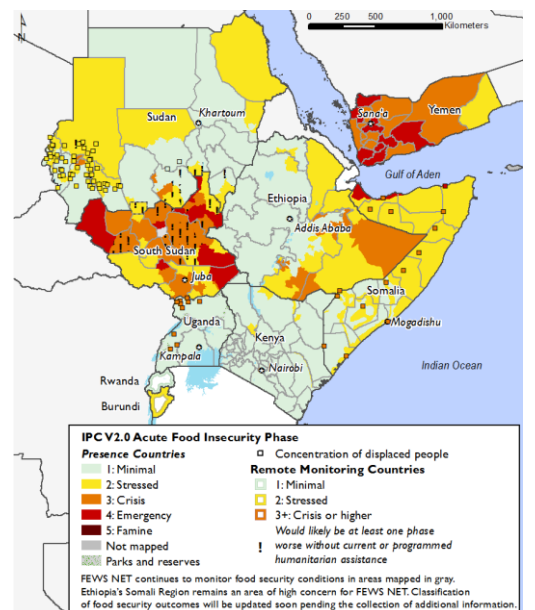 N
0 250 500 1,000
Kilometers
Sudan
Khartoum
Sana'a
Yemen
Gulf of Aden
Ethiopia
Addis Ababa
South Sudan
Juba
Somalia
Uganda
Kenya
Mogadishu
Kampala
Nairobi
Indian Ocean
Rwanda
Burundi
IPC V2.0 Acute Food Insecurity Phase
Presence Countries
1: Minimal
2: Stressed
3: Crisis
4: Emergency
5: Famine
Not mapped
Parks and reserves
Concentration of displaced people
Remote Monitoring Countries
1: Minimal
2: Stressed
3+: Crisis or higher
Would likely be at least one phase
! worse without current or programmed
humanitarian assistance
FEWS NET continues to monitor food security conditions in areas mapped in gray.
Ethiopia's Somali Region remains an area of high concern for FEWS NET. Classification
of food security outcomes will be updated soon pending the collection of additional information.